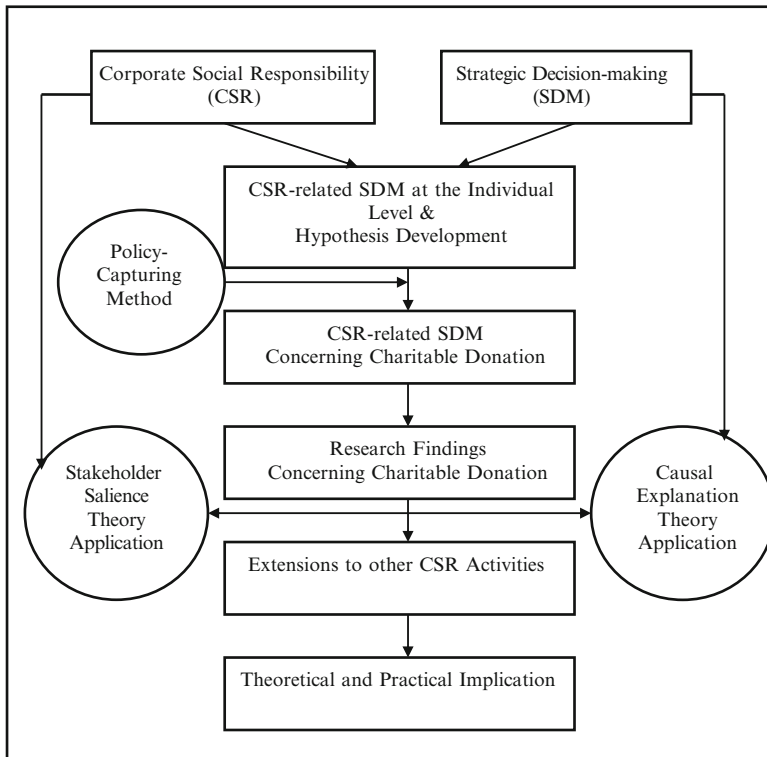 Corporate Social Responsibility
(CSR)
Strategic Decision-making
(SDM)
CSR-related SDM at the Individual
Level &
Hypothesis Development
Policy-
Capturing
Method
CSR-related SDM
Concerning Charitable Donation
Research Findings
Concerning Charitable Donation
Stakeholder
Salience
Theory
Application
Causal
Explanation
Theory
Application
Extensions to other CSR Activities
Theoretical and Practical Implication